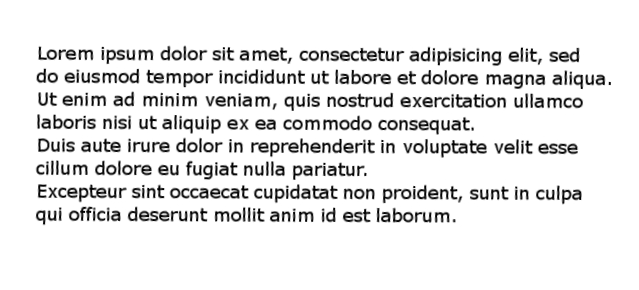 Lorem ipsum dolor sit amet, consectetur adipisicing elit, sed
do eiusmod tempor incididunt ut labore et dolore magna aliqua.
Ut enim ad minim veniam, quis nostrud exercitation ullamco
laboris nisi ut aliquip ex ea commodo consequat.
Duis aute irure dolor in reprehenderit in voluptate velit esse
cillum dolore eu fugiat nulla pariatur.
Excepteur sint occaecat cupidatat non proident, sunt in culpa
qui officia deserunt mollit anim id est laborum.